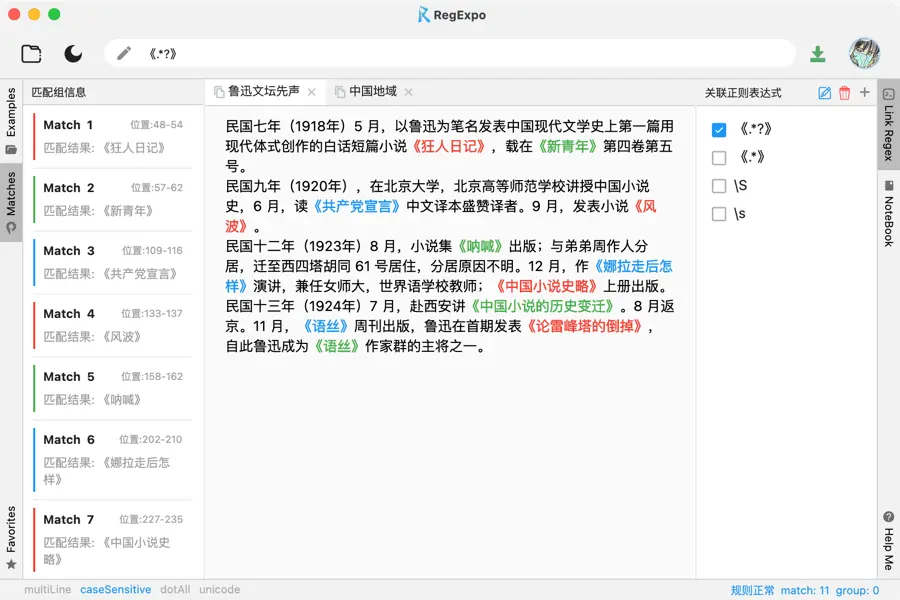 RegExpo
《.*?》
Examples
Matches
Favorites
匹配组信息
Match 1 位置:48-54
匹配结果: 《狂人日记》
Match 2 位置:57-62
匹配结果: 《新青年》
Match 3 位置:109-116
匹配结果: 《共产党宣言》
Match 4 位置:133-137
匹配结果: 《风波》
Match 5 位置:158-162
匹配结果: 《呐喊》
Match 6 位置:202-210
匹配结果: 《娜拉走后怎
样》
Match 7 位置:227-235
匹配结果: 《中国小说史
略》
鲁迅文坛先声
中国地域
民国七年（1918年）5 月，以鲁迅为笔名发表中国现代文学史上第一篇用
现代体式创作的白话短篇小说《狂人日记》，载在《新青年》第四卷第五
号。
民国九年（1920年），在北京大学，北京高等师范学校讲授中国小说
史，6 月，读《共产党宣言》中文译本盛赞译者。9 月，发表小说《风
波》。
民国十二年（1923年）8 月，小说集《呐喊》出版；与弟弟周作人分
居，迁至西四塔胡同 61 号居住，分居原因不明。12 月，作《娜拉走后怎
样》演讲，兼任女师大，世界语学校教师；《中国小说史略》上册出版。
民国十三年（1924年）7 月，赴西安讲《中国小说的历史变迁》。8 月返
京。11 月，《语丝》周刊出版，鲁迅在首期发表《论雷峰塔的倒掉》，
自此鲁迅成为《语丝》作家群的主将之一。
关联正则表达式
《.*?》
《.*》
\S
\s
Link Regex
NoteBook
Help Me
multiLine caseSensitive dotAll unicode
规则正常 match: 11 group: 0